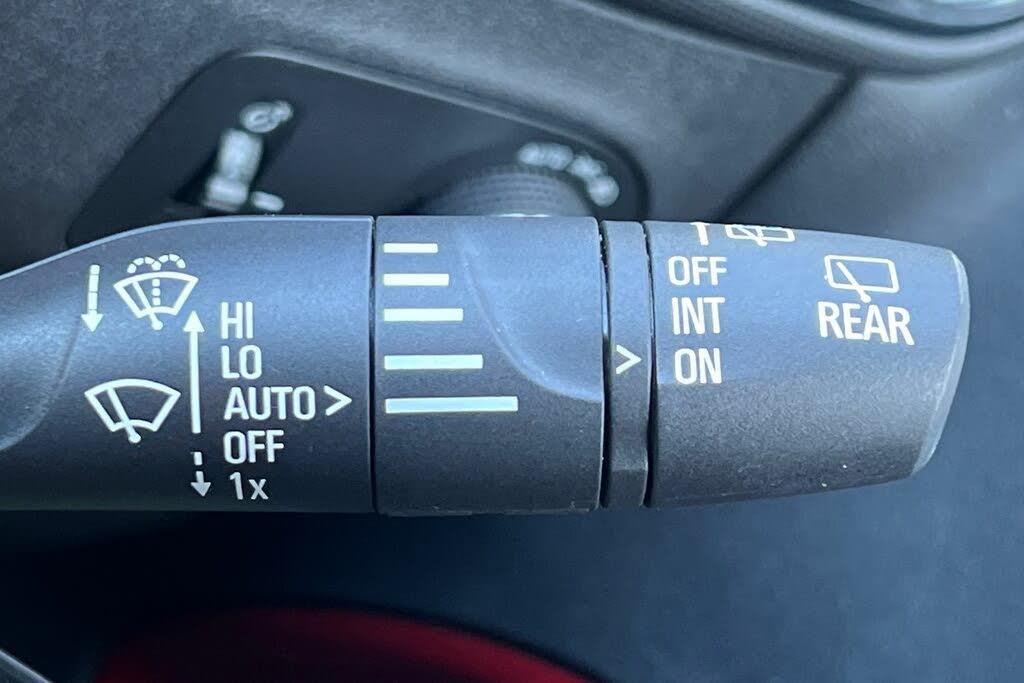 HI
LO
AUTO >
OFF
1x
>
OFF
INT
ON
REAR